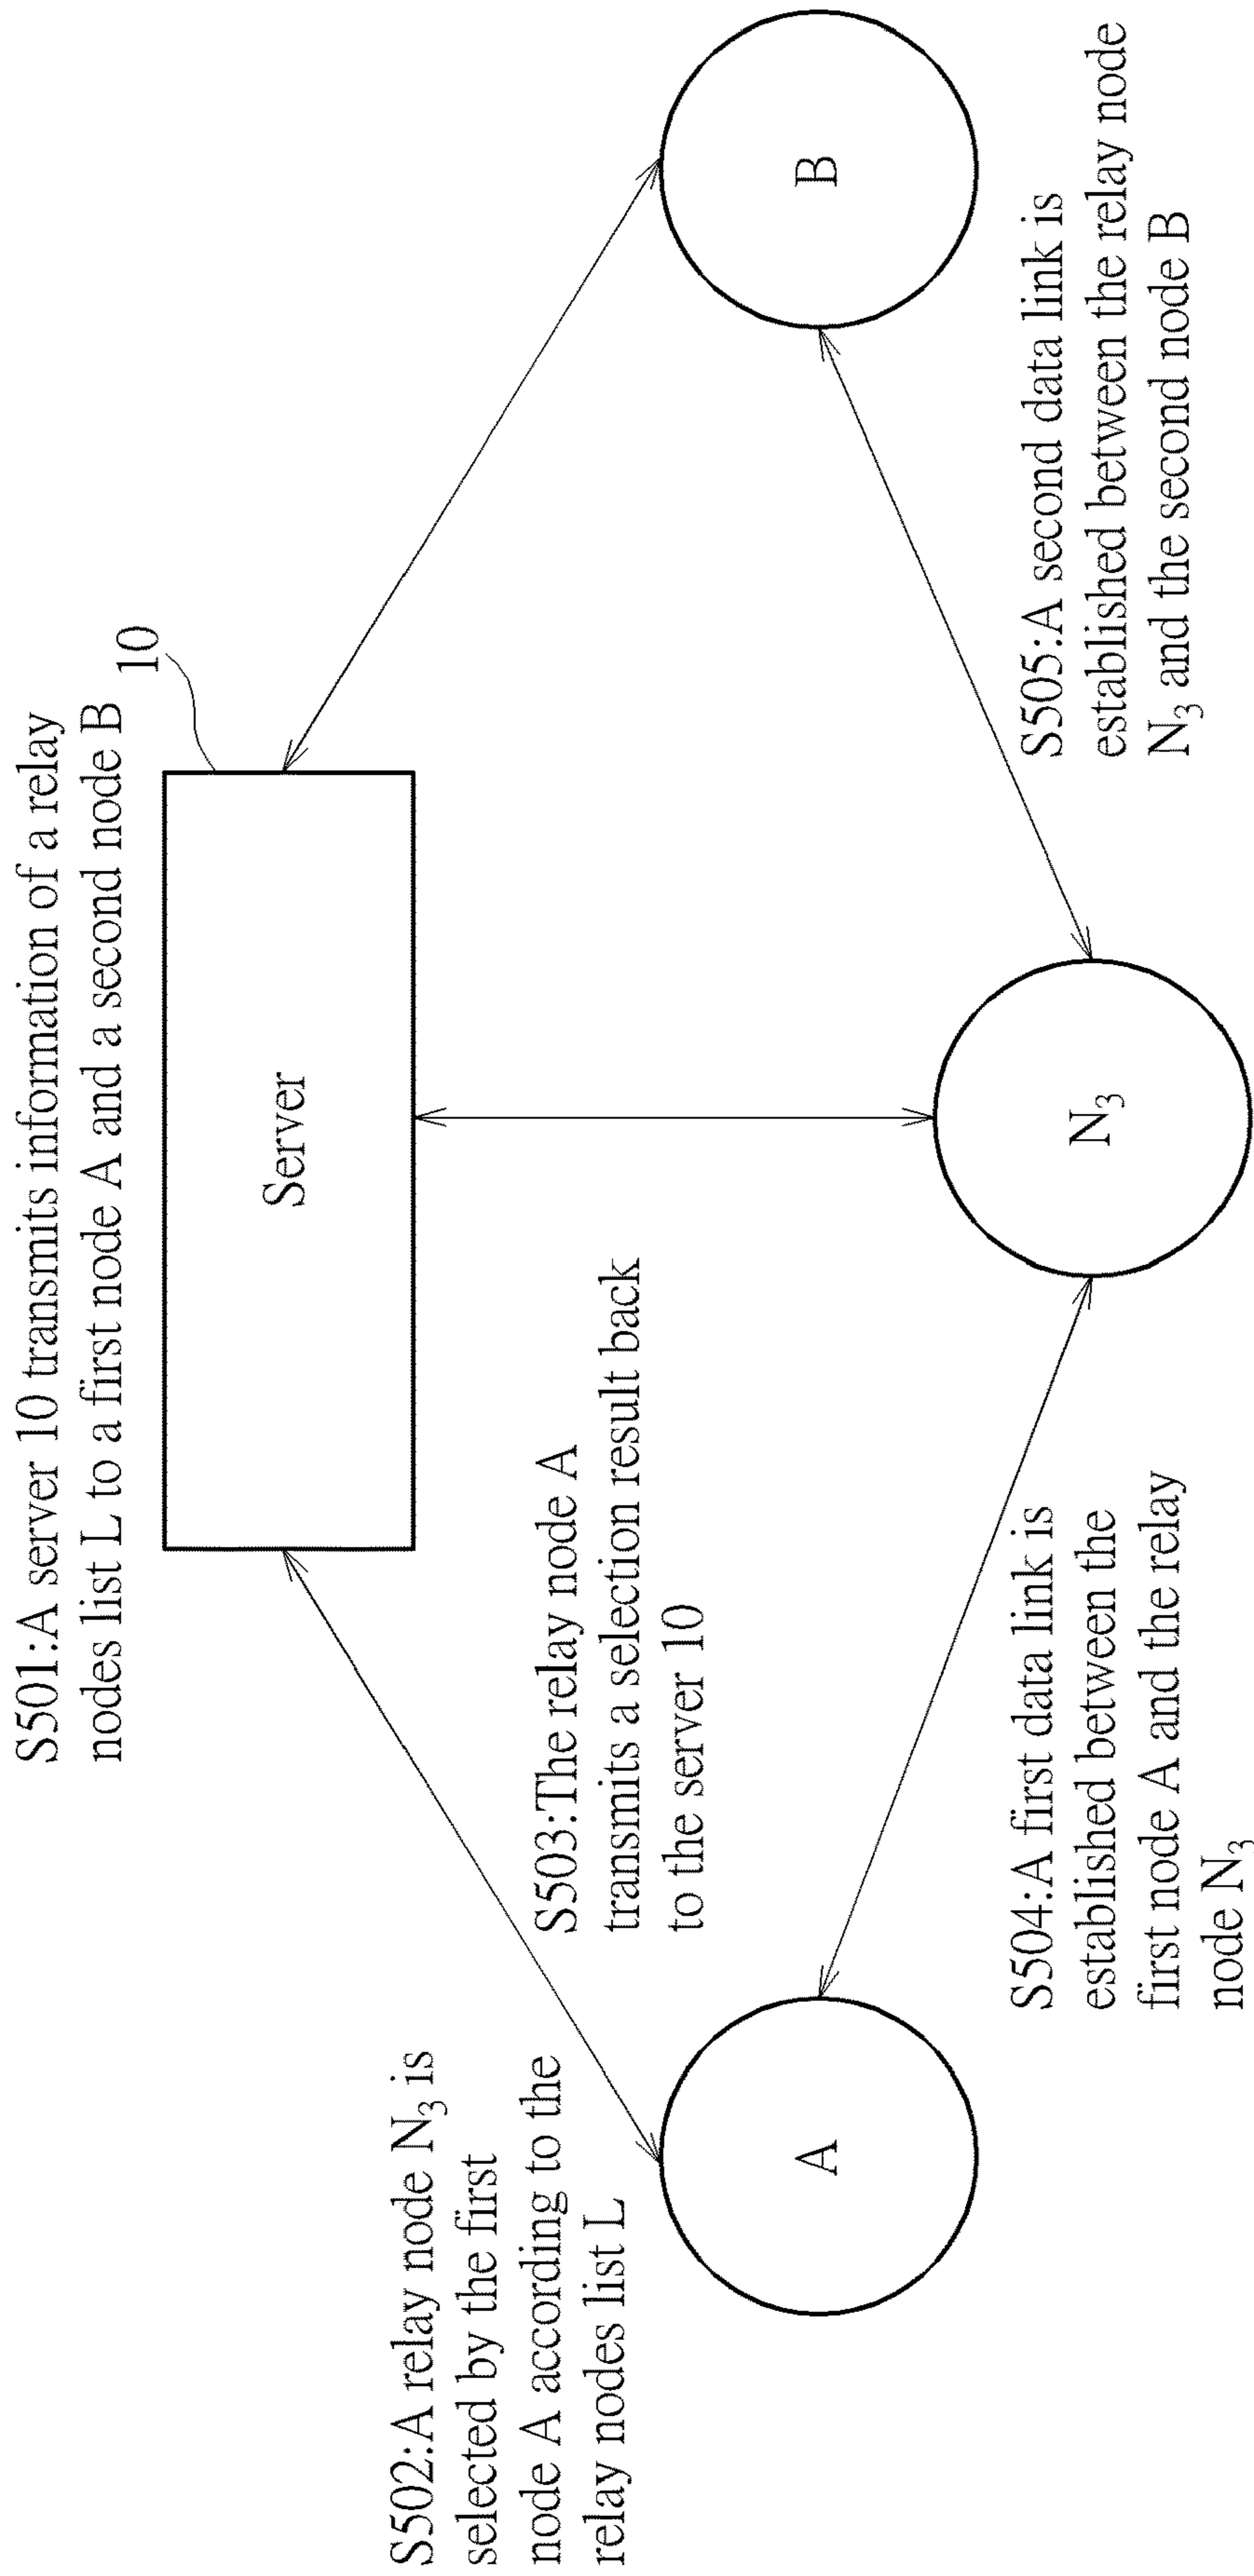 S501:A server 10 transmits information of a relay
nodes list L to a first node A and a second node B
10
Server
S502:A relay node N₃ is
selected by the first
node A according to the
relay nodes list L
S503:The relay node A
transmits a selection result back
to the server 10
A
B
N₃
S504:A first data link is
established between the
first node A and the relay
node N₃
S505:A second data link is
established between the relay node
N₃ and the second node B